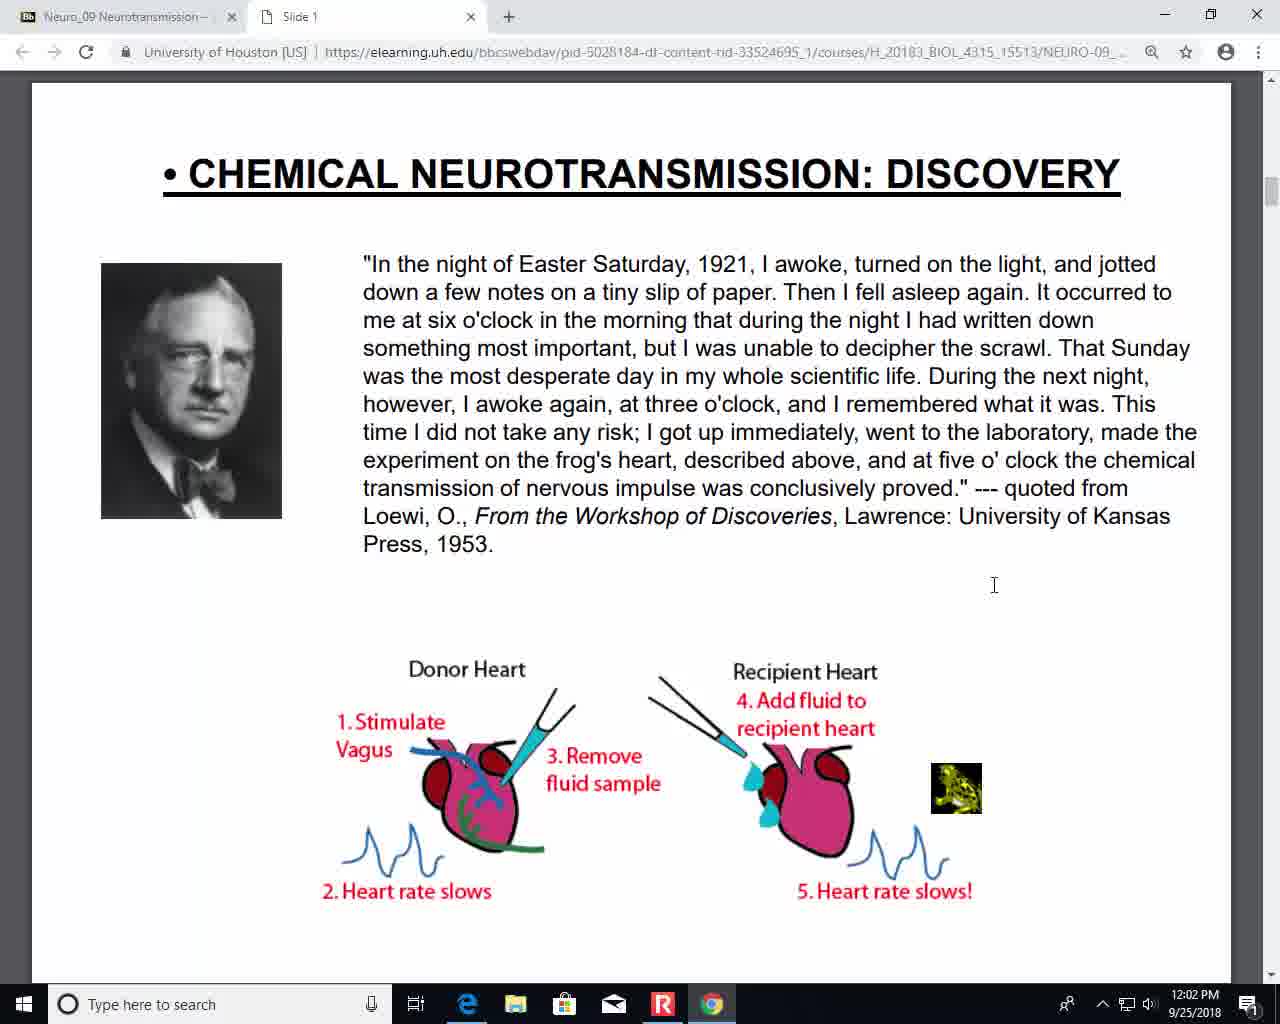 Neuro_09 Neurotransmission –
Slide 1
University of Houston [US] | https://elearning.uh.edu/bbcswebdav/pid-5028184-dt-content-rid-33524695_1/courses/H_20183_BIOL_4315_15513/NEURO-09_...
• CHEMICAL NEUROTRANSMISSION: DISCOVERY
"In the night of Easter Saturday, 1921, I awoke, turned on the light, and jotted
down a few notes on a tiny slip of paper. Then I fell asleep again. It occurred to
me at six o'clock in the morning that during the night I had written down
something most important, but I was unable to decipher the scrawl. That Sunday
was the most desperate day in my whole scientific life. During the next night,
however, I awoke again, at three o'clock, and I remembered what it was. This
time I did not take any risk; I got up immediately, went to the laboratory, made the
experiment on the frog's heart, described above, and at five o' clock the chemical
transmission of nervous impulse was conclusively proved." --- quoted from
Loewi, O., From the Workshop of Discoveries, Lawrence: University of Kansas
Press, 1953.
Donor Heart
1. Stimulate
Vagus
3. Remove
fluid sample
2. Heart rate slows
Recipient Heart
4. Add fluid to
recipient heart
5. Heart rate slows!
Type here to search
12:02 PM
9/25/2018
1